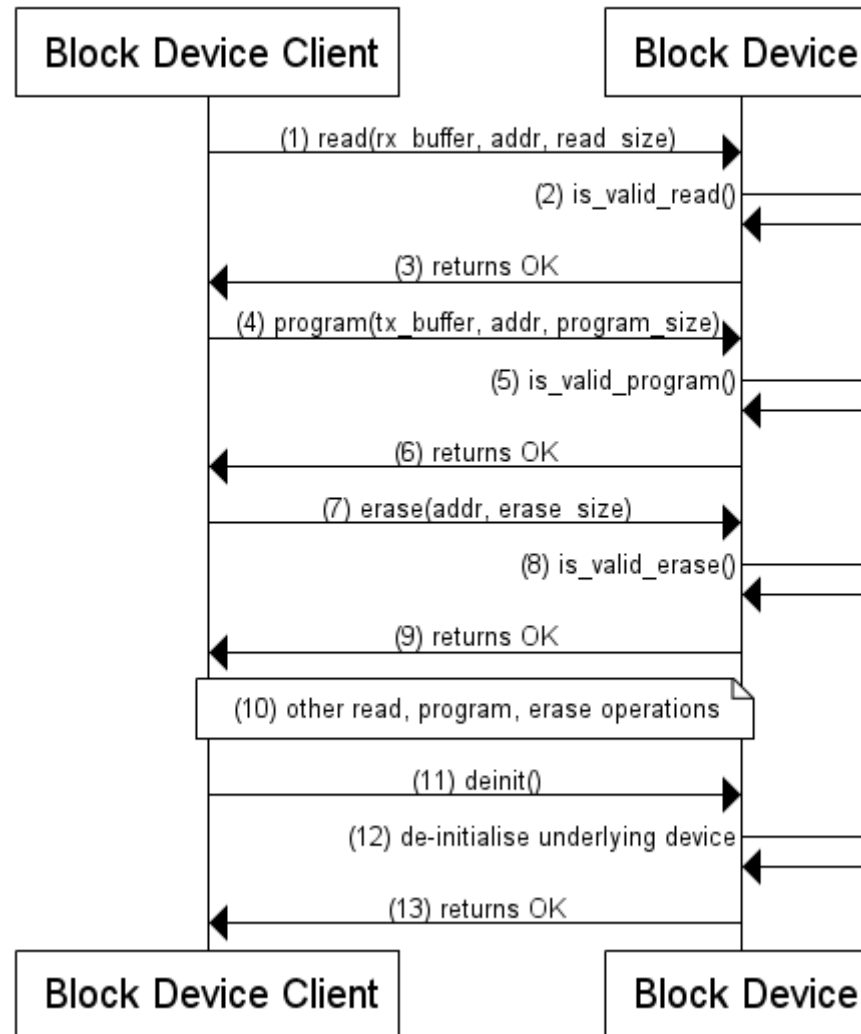 Block Device Client
Block Device
(1) read(rx_buffer, addr, read_size)
(2) is_valid_read()
(3) returns OK
(4) program(tx_buffer, addr, program_size)
(5) is_valid_program()
(6) returns OK
(7) erase(addr, erase_size)
(8) is_valid_erase()
(9) returns OK
(10) other read, program, erase operations
(11) deinit()
(12) de-initialise underlying device
(13) returns OK
Block Device Client
Block Device